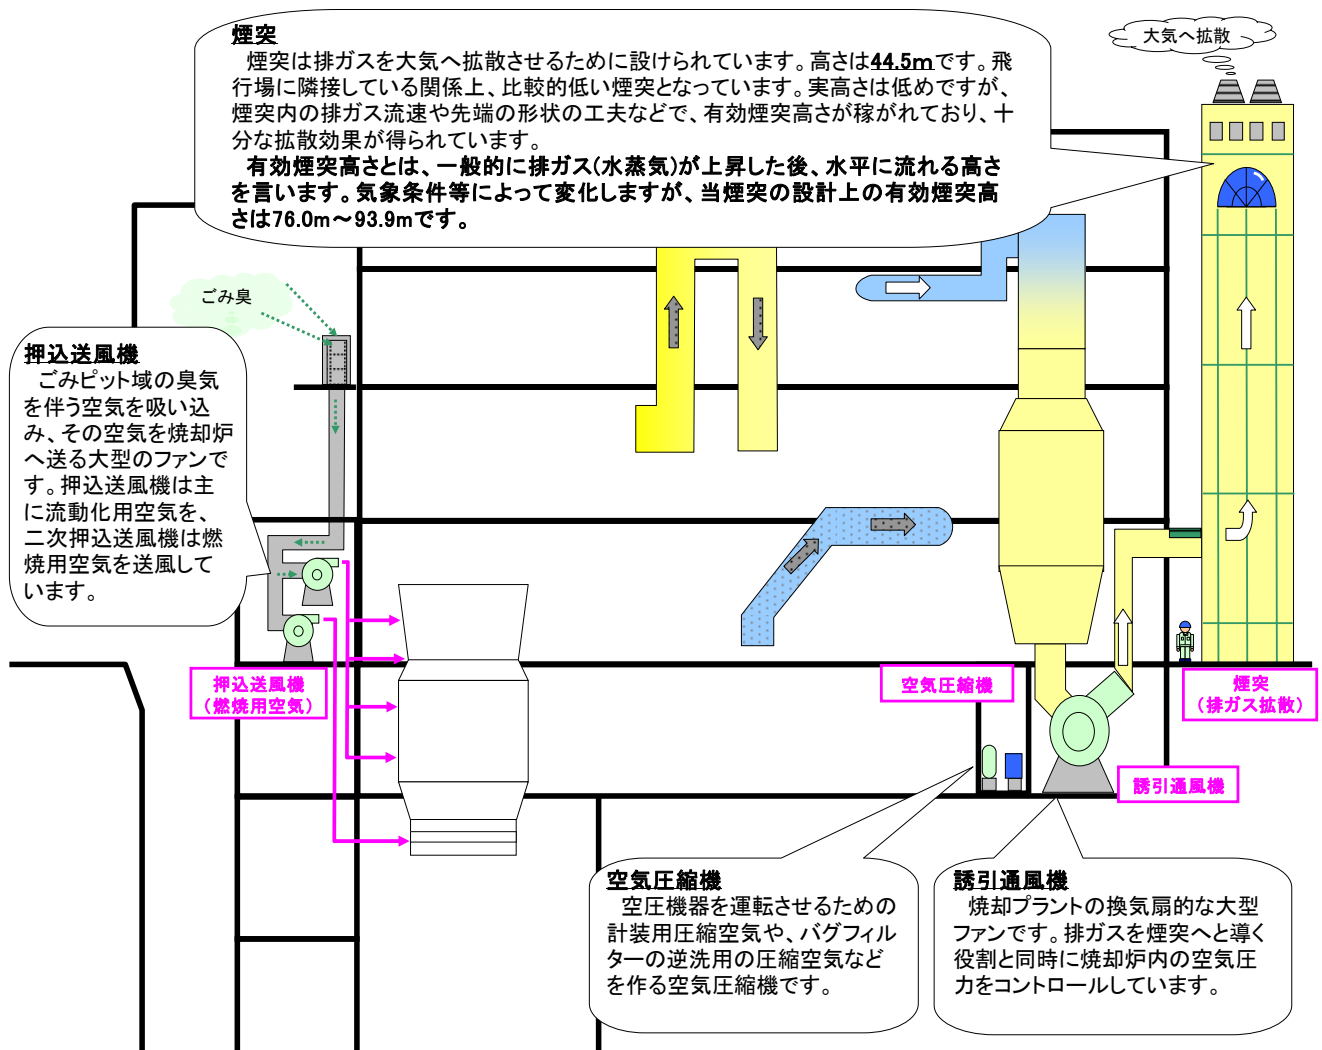 煙突
煙突は排ガスを大気へ拡散させるために設けられています。高さは44.5mです。飛
行場に隣接している関係上、比較的低い煙突となっています。実高さは低めですが、
煙突内の排ガス流速や先端の形状の工夫などで、有効煙突高さが稼がれており、十
分な拡散効果が得られています。
有効煙突高さとは、一般的に排ガス(水蒸気)が上昇した後、水平に流れる高さ
を言います。気象条件等によって変化しますが、当煙突の設計上の有効煙突高
さは76.0m～93.9mです。
大気へ拡散
ごみ臭
押込送風機
ごみピット域の臭気
を伴う空気を吸い込
み、その空気を焼却炉
へ送る大型のファンで
す。押込送風機は主
に流動化用空気を、
二次押込送風機は燃
焼用空気を送風して
います。
押込送風機
（燃焼用空気）
空気圧縮機
煙突
（排ガス拡散）
誘引通風機
空気圧縮機
空圧機器を運転させるための
計装用圧縮空気や、バグフィル
ターの逆洗用の圧縮空気など
を作る空気圧縮機です。
誘引通風機
焼却プラントの換気扇的な大型
ファンです。排ガスを煙突へと導く
役割と同時に焼却炉内の空気圧
力をコントロールしています。